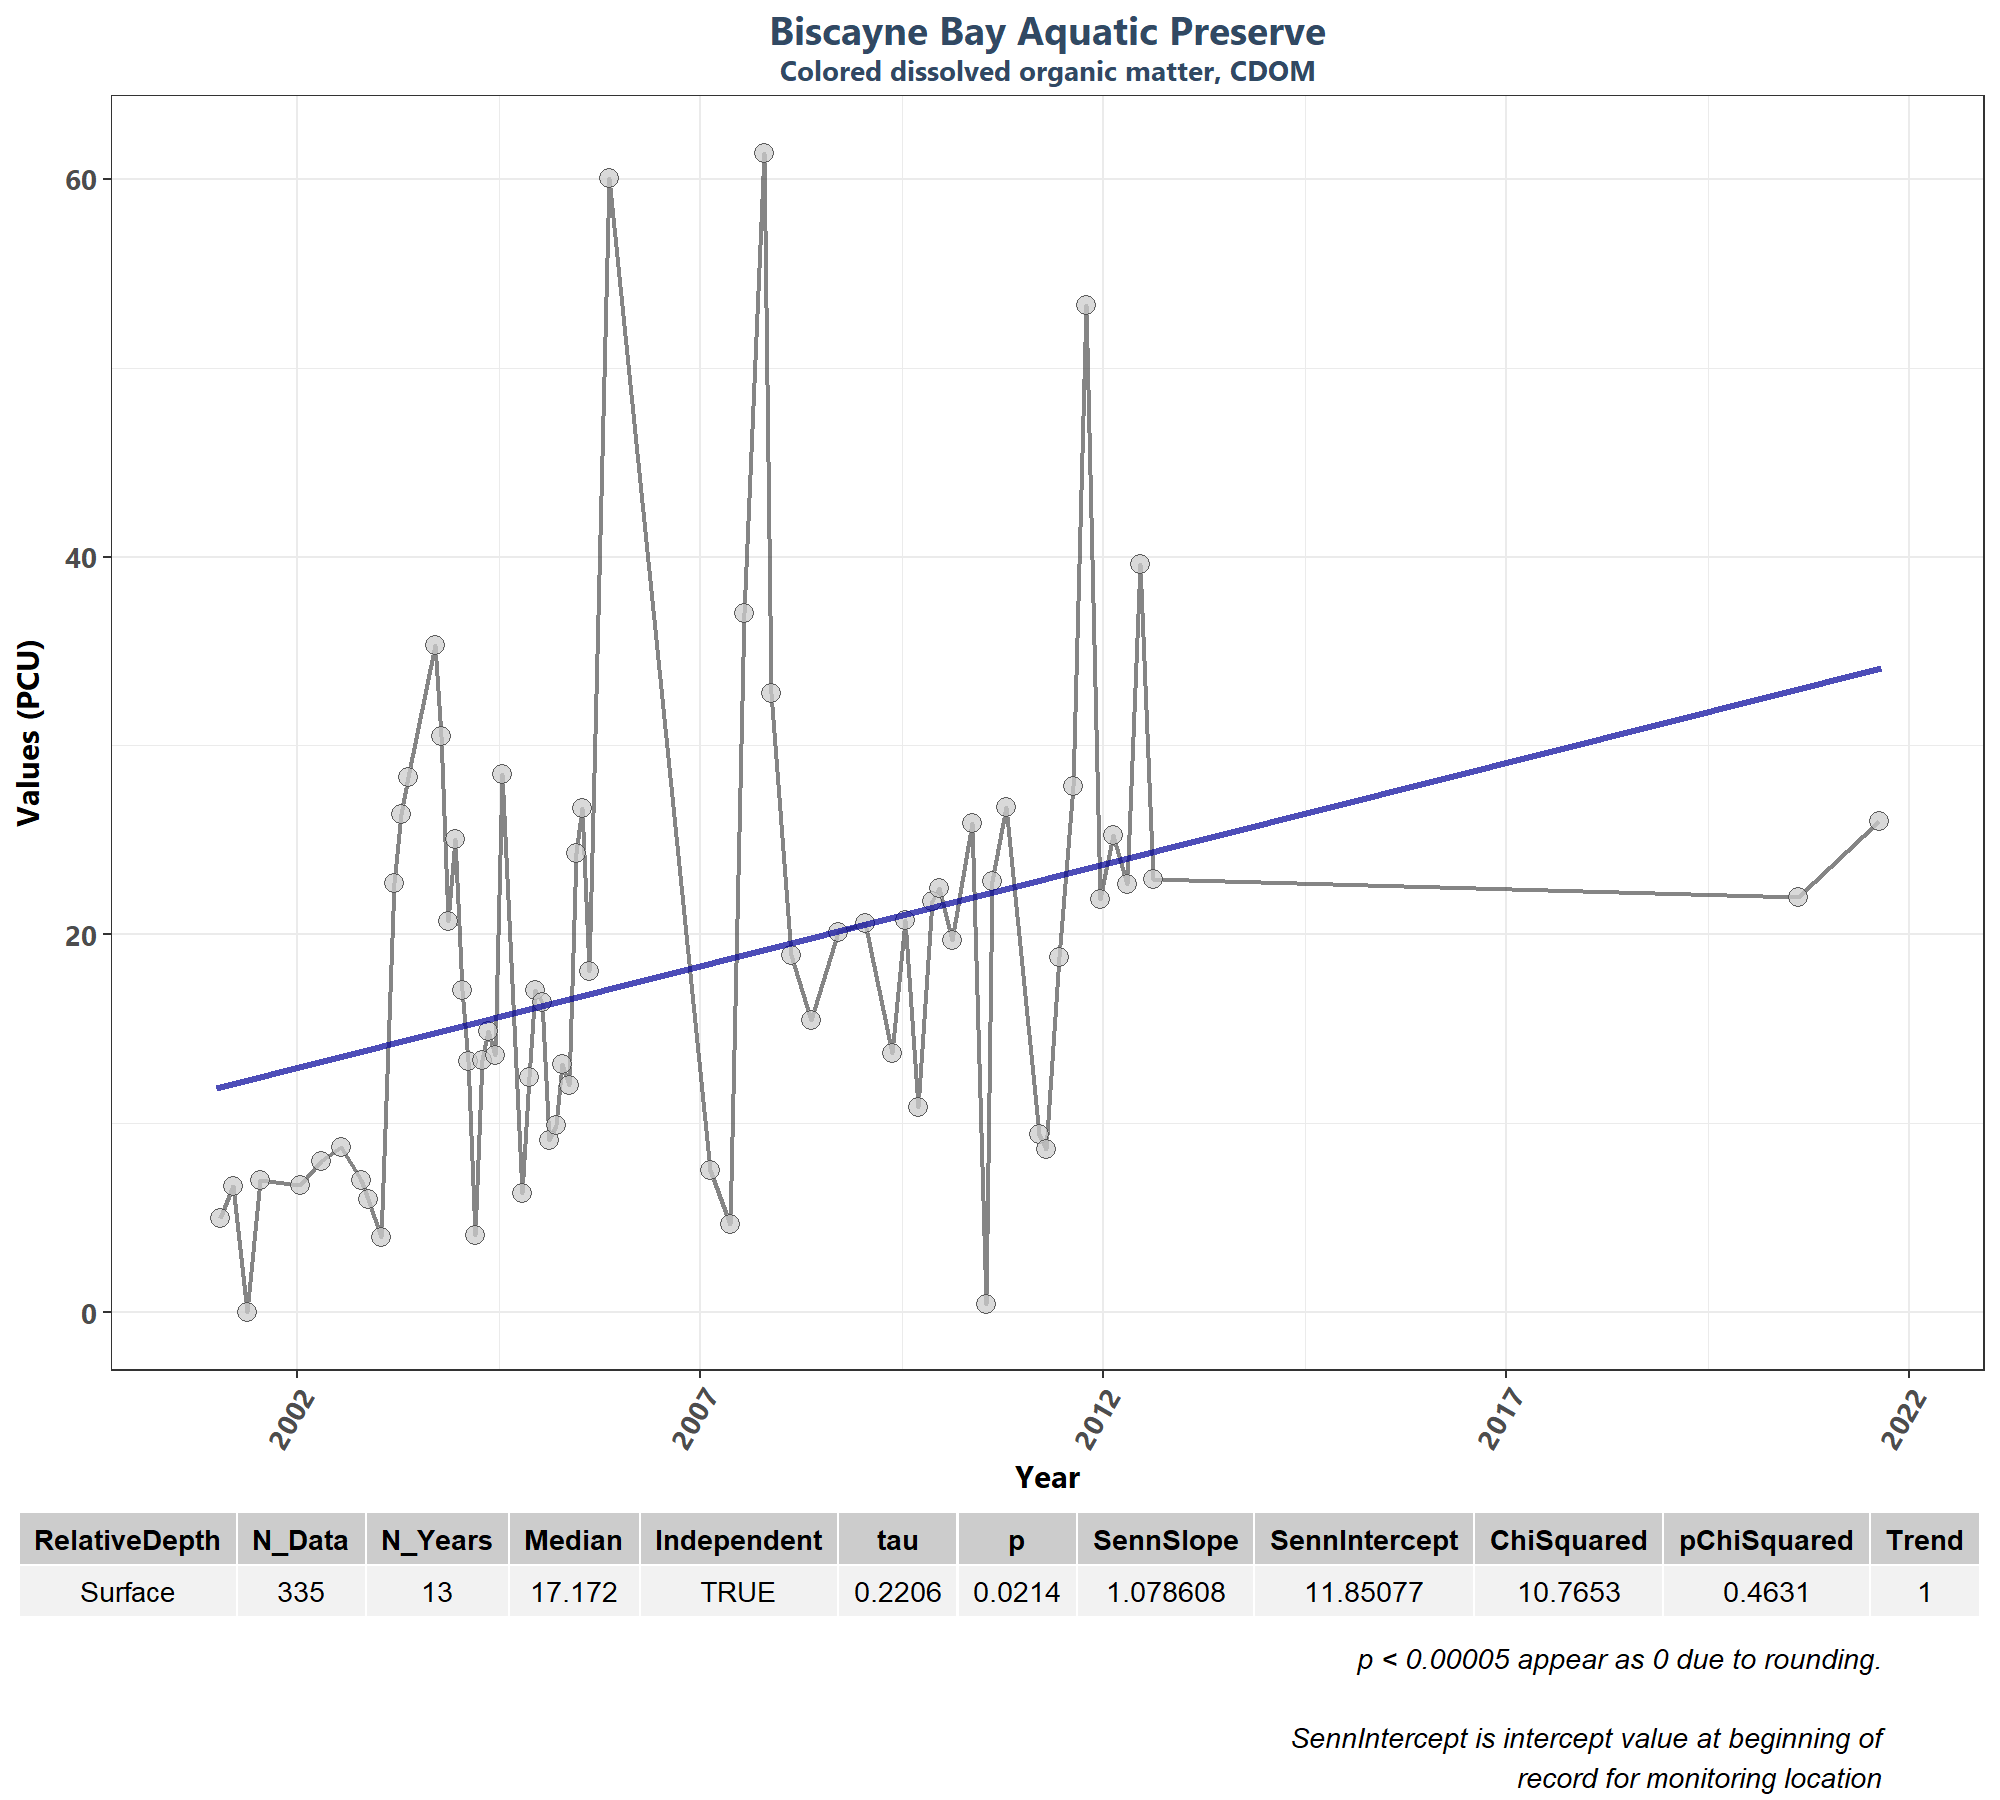 Biscayne Bay Aquatic Preserve
Colored dissolved organic matter, CDOM
60
40
20
0
Values (PCU)
2002
2007
2012
2017
2022
Year
RelativeDepth N_Data N_Years Median Independent tau p SennSlope SennIntercept ChiSquared pChiSquared Trend
Surface 335 13 17.172 TRUE 0.2206 0.0214 1.078608 11.85077 10.7653 0.4631 1
p < 0.00005 appear as 0 due to rounding.
SennIntercept is intercept value at beginning of
record for monitoring location